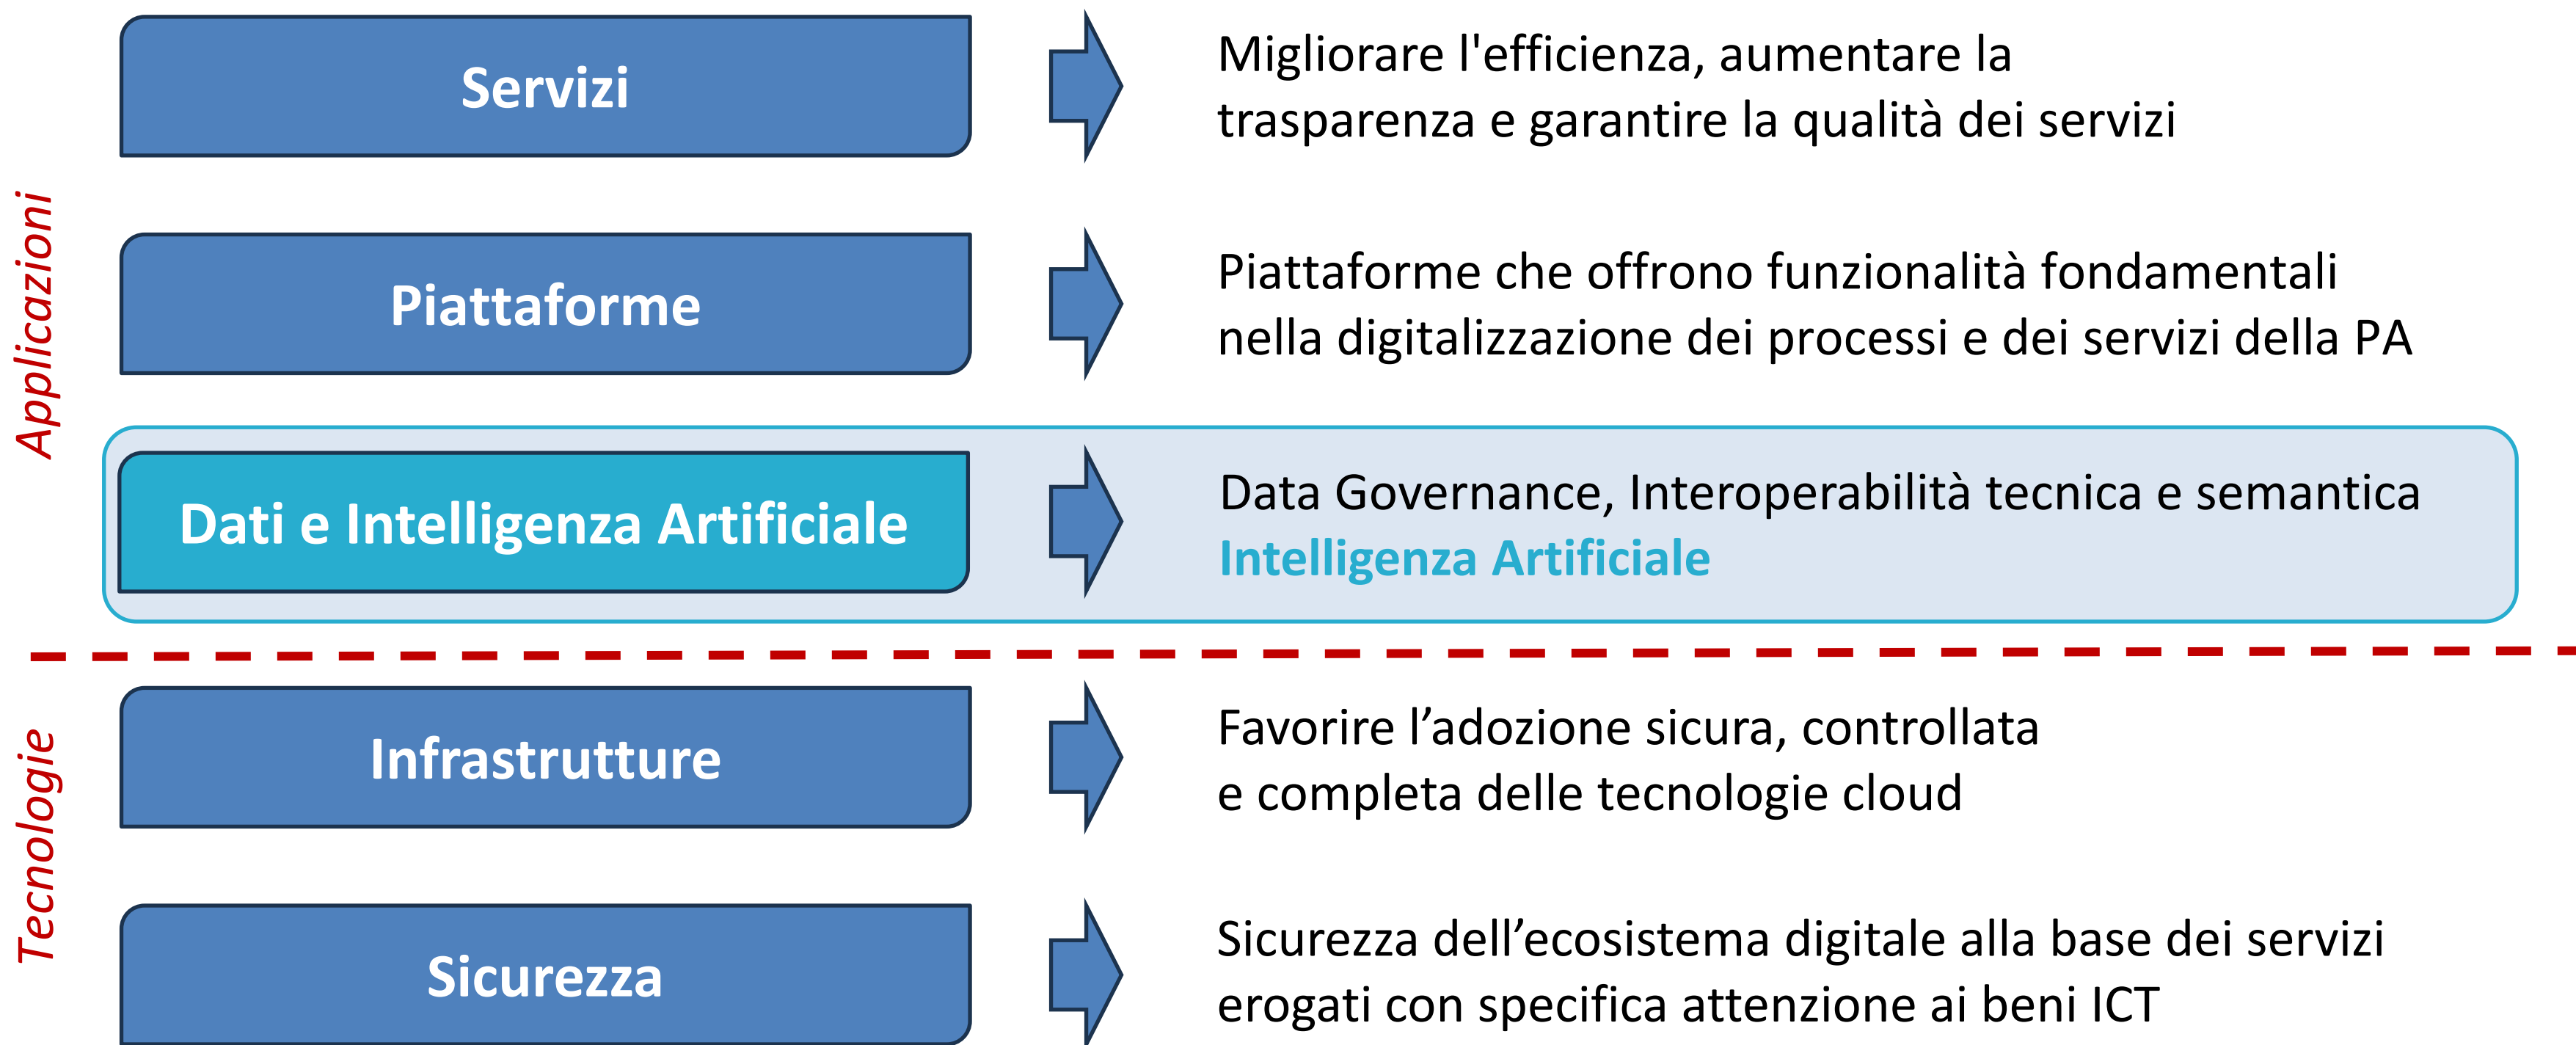 Applicazioni
Servizi
Migliorare l'efficienza, aumentare la
trasparenza e garantire la qualità dei servizi
Piattaforme
Piattaforme che offrono funzionalità fondamentali
nella digitalizzazione dei processi e dei servizi della PA
Dati e Intelligenza Artificiale
Data Governance, Interoperabilità tecnica e semantica
Intelligenza Artificiale
Tecnologie
Infrastrutture
Favorire l’adozione sicura, controllata
e completa delle tecnologie cloud
Sicurezza
Sicurezza dell’ecosistema digitale alla base dei servizi
erogati con specifica attenzione ai beni ICT